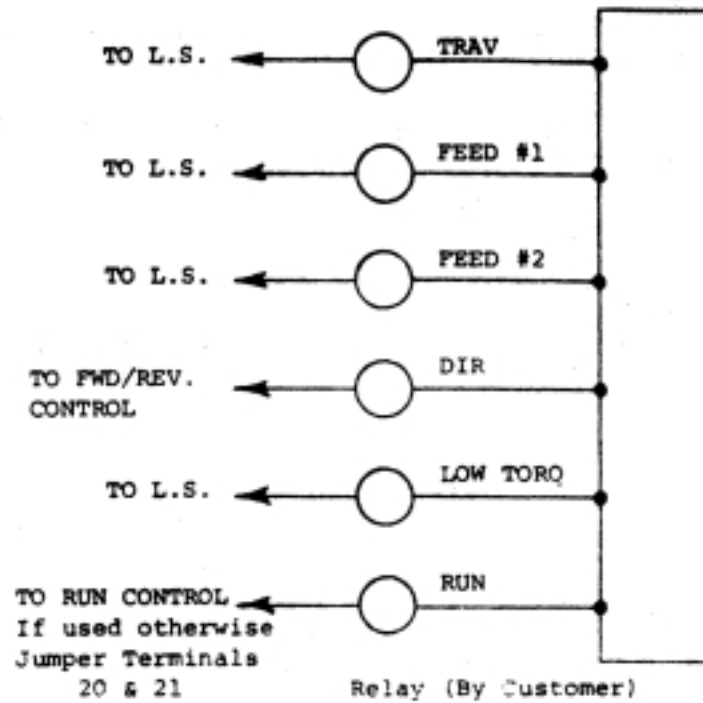 TRAV
TO L.S.
FEED #1
TO L.S.
FEED #2
TO L.S.
DIR
TO FWD/REV.
CONTROL
LOW TORQ
TO L.S.
RUN
TO RUN CONTROL
If used otherwise
Jumper Terminals
20 & 21
Relay (By Customer)